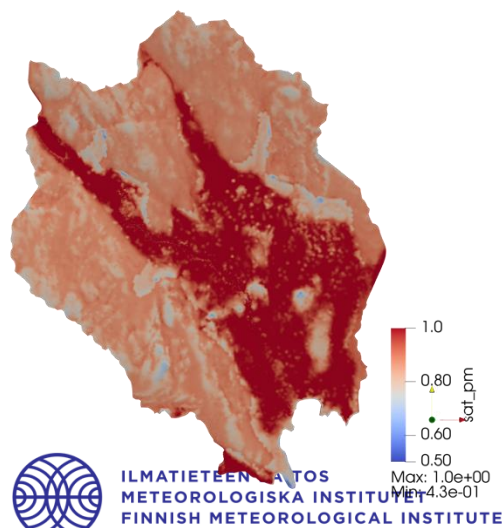 1.0
0.80
0.60
0.50
sat_pm
Max: 1.0e+00
Min: 4.3e-01
ILMATIETEEN
METEOROLOGISKA INSTITUTET
FINNISH METEOROLOGICAL INSTITUTE